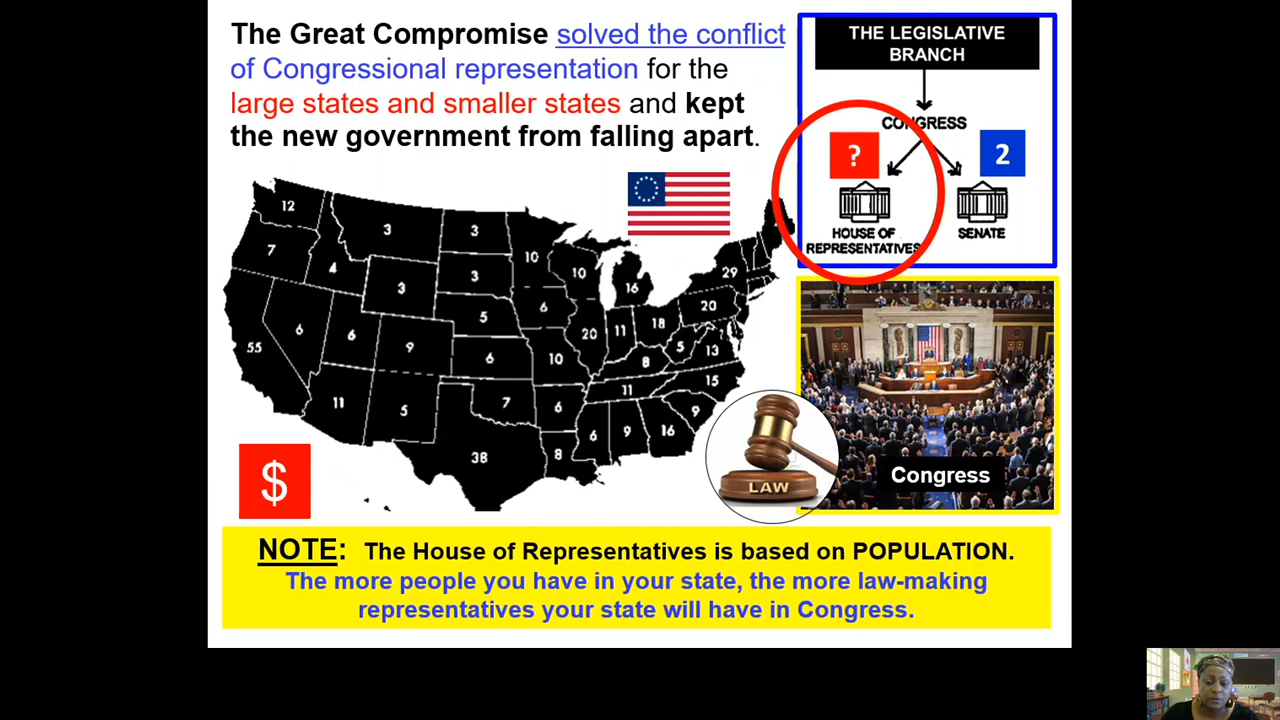 The Great Compromise solved the conflict
of Congressional representation for the
large states and smaller states and kept
the new government from falling apart.
THE LEGISLATIVE
BRANCH
CONGRESS
?
2
HOUSE OF
REPRESENTATIVES
SENATE
12
3
3
10
7
4
3
3
10
16
29
20
6
5
55
6
6
9
6
10
20
11
18
8
5
13
11
15
11
5
7
6
6
9
16
9
38
8
$
LAW
Congress
NOTE: The House of Representatives is based on POPULATION.
The more people you have in your state, the more law-making
representatives your state will have in Congress.